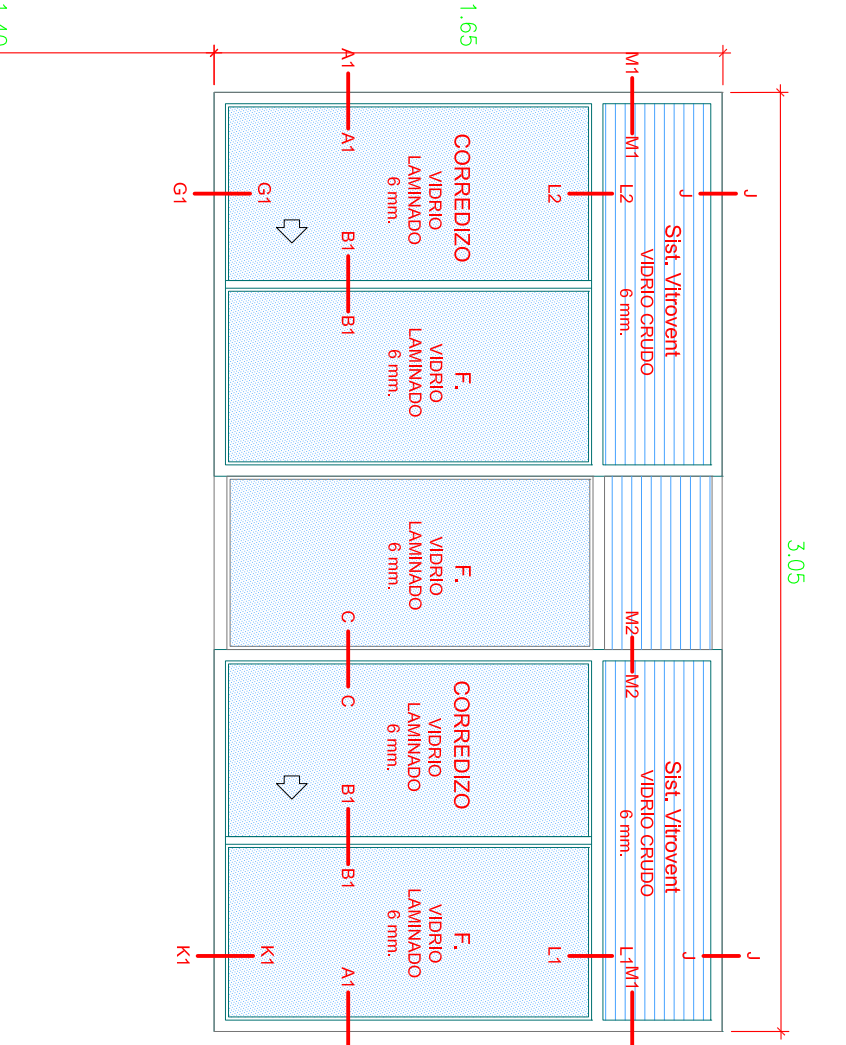 3.05
J
J
J
J
M1
M1
Sist. Vitrovent
VIDRIO CRUDO
6 mm.
M2
M2
Sist. Vitrovent
VIDRIO CRUDO
6 mm.
M1
L2
L2
L1
L1
1.65
CORREDIZO
VIDRIO
LAMINADO
6 mm.
F.
VIDRIO
LAMINADO
6 mm.
F.
VIDRIO
LAMINADO
6 mm.
CORREDIZO
VIDRIO
LAMINADO
6 mm.
F.
VIDRIO
LAMINADO
6 mm.
A1
A1
B1
B1
C
C
B1
B1
A1
G1
G1
K1
K1